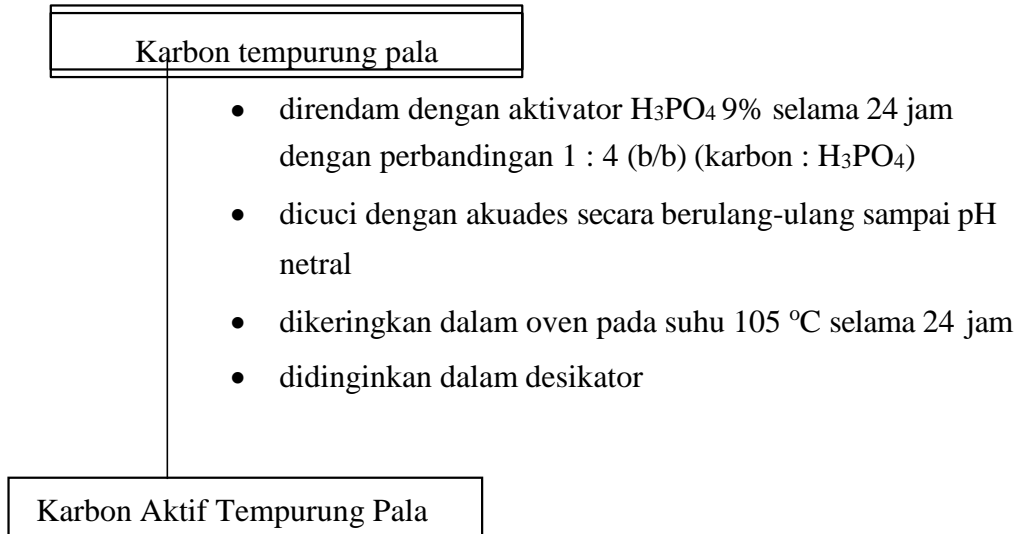 Karbon tempurung pala
• direndam dengan aktivator H₃PO₄ 9% selama 24 jam
dengan perbandingan 1 : 4 (b/b) (karbon : H₃PO₄)
• dicuci dengan akuades secara berulang-ulang sampai pH
netral
• dikeringkan dalam oven pada suhu 105 ᵒC selama 24 jam
• didinginkan dalam desikator
Karbon Aktif Tempurung Pala